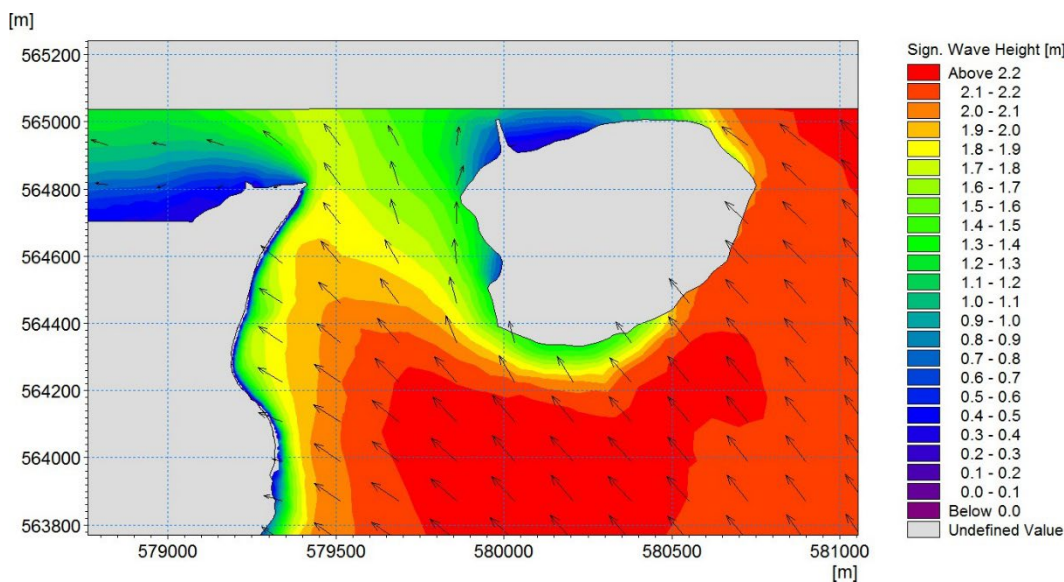 [m]
565200
565000
564800
564600
564400
564200
564000
563800
579000
579500
580000
580500
581000
[m]
Sign. Wave Height [m]
Above 2.2
2.1 - 2.2
2.0 - 2.1
1.9 - 2.0
1.8 - 1.9
1.7 - 1.8
1.6 - 1.7
1.5 - 1.6
1.4 - 1.5
1.3 - 1.4
1.2 - 1.3
1.1 - 1.2
1.0 - 1.1
0.9 - 1.0
0.8 - 0.9
0.7 - 0.8
0.6 - 0.7
0.5 - 0.6
0.4 - 0.5
0.3 - 0.4
0.2 - 0.3
0.1 - 0.2
0.0 - 0.1
Below 0.0
Undefined Value